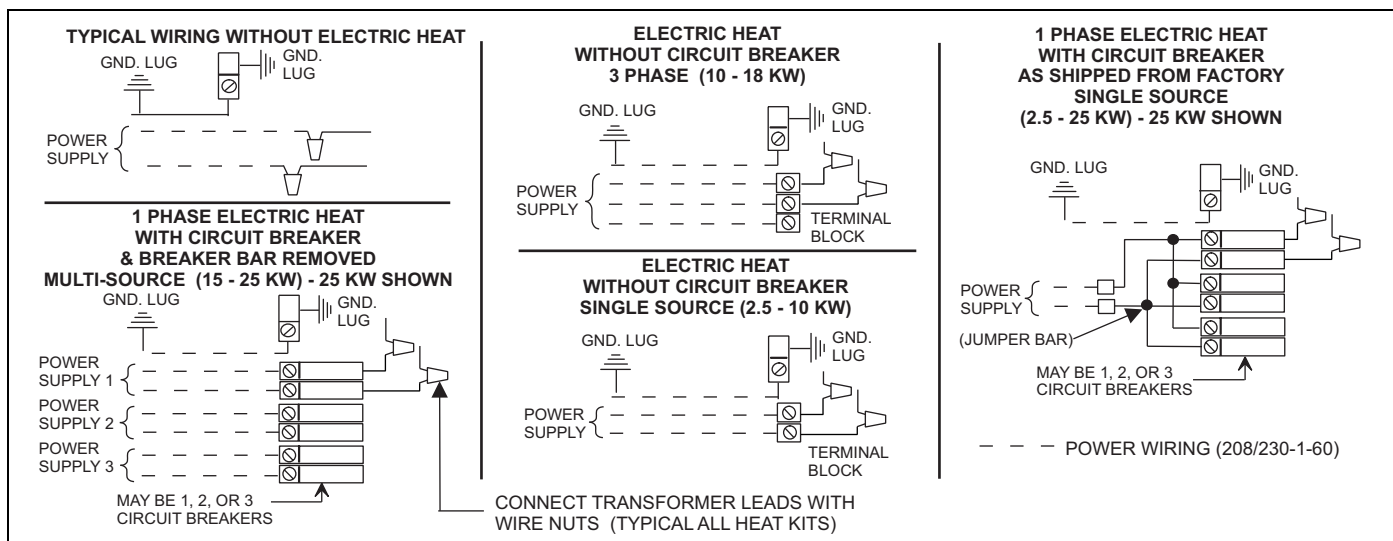 TYPICAL WIRING WITHOUT ELECTRIC HEAT
GND. LUG
GND.
LUG
POWER
SUPPLY
1 PHASE ELECTRIC HEAT
WITH CIRCUIT BREAKER
& BREAKER BAR REMOVED
MULTI-SOURCE (15 - 25 KW) - 25 KW SHOWN
GND. LUG
GND.
LUG
POWER
SUPPLY 1
POWER
SUPPLY 2
POWER
SUPPLY 3
MAY BE 1, 2, OR 3
CIRCUIT BREAKERS
CONNECT TRANSFORMER LEADS WITH
WIRE NUTS (TYPICAL ALL HEAT KITS)
ELECTRIC HEAT
WITHOUT CIRCUIT BREAKER
3 PHASE (10 - 18 KW)
GND. LUG
GND.
LUG
POWER
SUPPLY
TERMINAL
BLOCK
ELECTRIC HEAT
WITHOUT CIRCUIT BREAKER
SINGLE SOURCE (2.5 - 10 KW)
GND. LUG
GND.
LUG
POWER
SUPPLY
TERMINAL
BLOCK
1 PHASE ELECTRIC HEAT
WITH CIRCUIT BREAKER
AS SHIPPED FROM FACTORY
SINGLE SOURCE
(2.5 - 25 KW) - 25 KW SHOWN
GND. LUG
GND.
LUG
POWER
SUPPLY
(JUMPER BAR)
MAY BE 1, 2, OR 3
CIRCUIT BREAKERS
POWER WIRING (208/230-1-60)